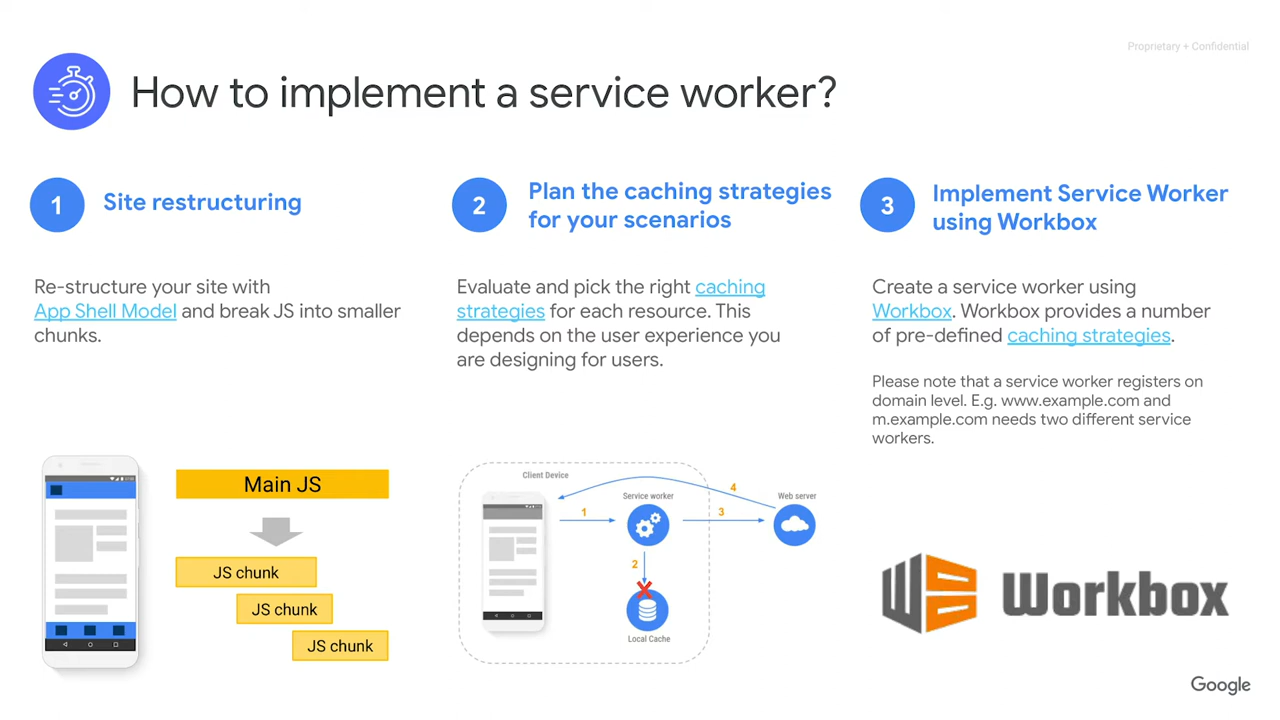 Proprietary + Confidential
How to implement a service worker?
1
Site restructuring
Re-structure your site with
App Shell Model and break JS into smaller
chunks.
Main JS
JS chunk
JS chunk
JS chunk
2
Plan the caching strategies
for your scenarios
Evaluate and pick the right caching
strategies for each resource. This
depends on the user experience you
are designing for users.
Client Device
Service worker
4
Web server
1
3
2
Local Cache
3
Implement Service Worker
using Workbox
Create a service worker using
Workbox. Workbox provides a number
of pre-defined caching strategies.
Please note that a service worker registers on
domain level. E.g. www.example.com and
m.example.com needs two different service
workers.
Workbox
Google